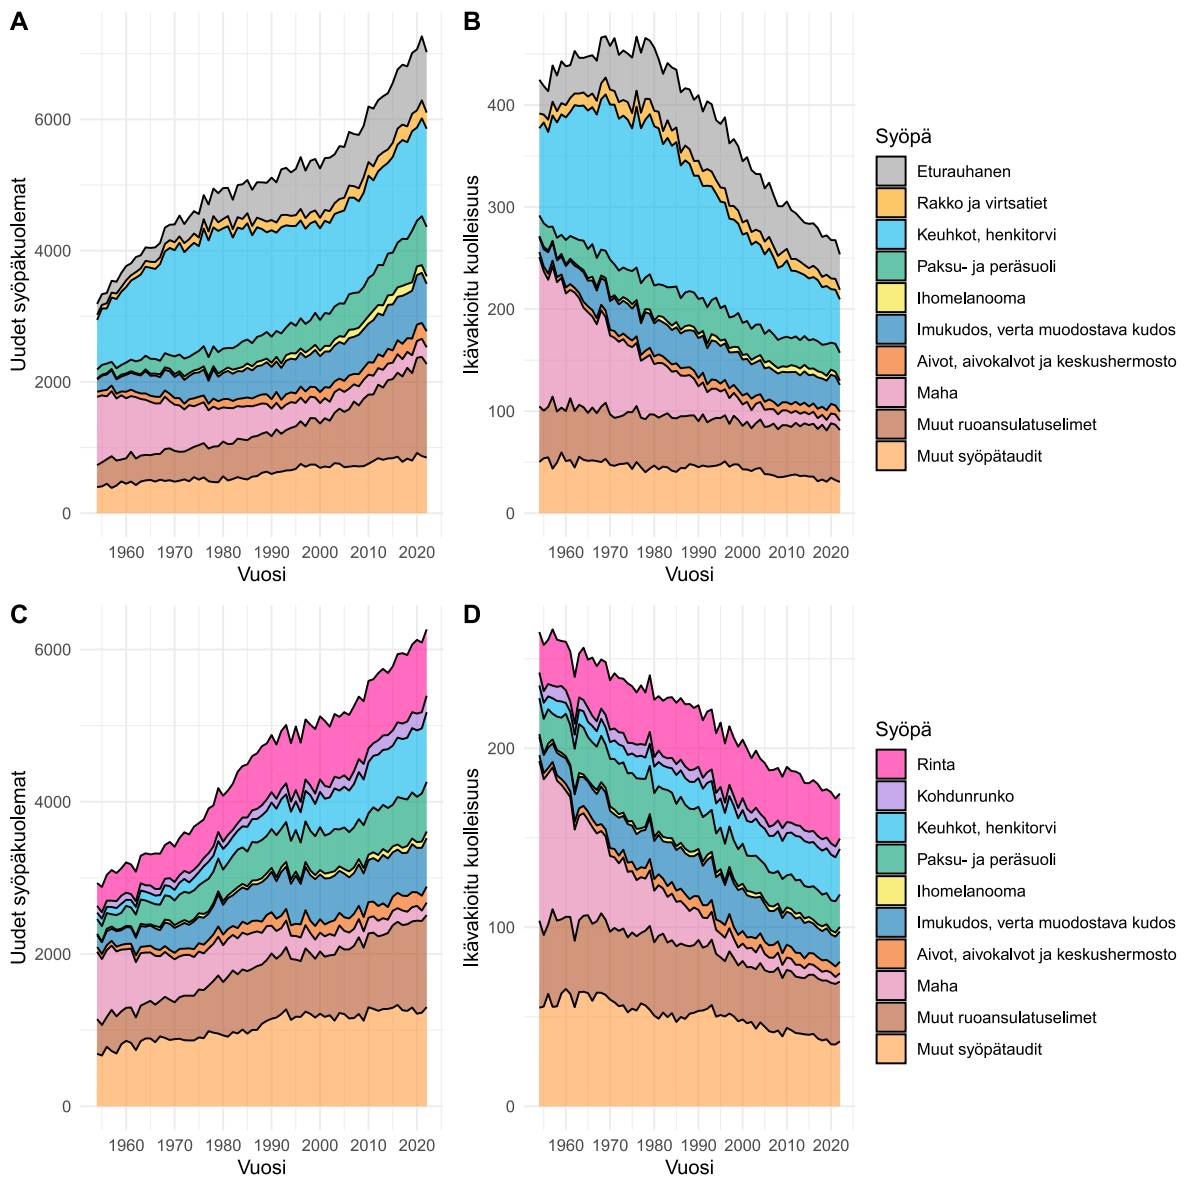 A
Uudet syöpäkuolemat
6000
4000
2000
0
1960 1970 1980 1990 2000 2010 2020
Vuosi
B
Ikävakioitu kuolleisuus
400
300
200
100
0
1960 1970 1980 1990 2000 2010 2020
Vuosi
Syöpä
Eturauhanen
Rakko ja virtsatiet
Keuhkot, henkitorvi
Paksu- ja peräsuoli
Ihomelanooma
Imukudos, verta muodostava kudos
Aivot, aivokalvot ja keskushermosto
Maha
Muut ruoansulatuselimet
Muut syöpätaudit
C
Uudet syöpäkuolemat
6000
4000
2000
0
1960 1970 1980 1990 2000 2010 2020
Vuosi
D
Ikävakioitu kuolleisuus
200
100
0
1960 1970 1980 1990 2000 2010 2020
Vuosi
Syöpä
Rinta
Kohdunrunko
Keuhkot, henkitorvi
Paksu- ja peräsuoli
Ihomelanooma
Imukudos, verta muodostava kudos
Aivot, aivokalvot ja keskushermosto
Maha
Muut ruoansulatuselimet
Muut syöpätaudit